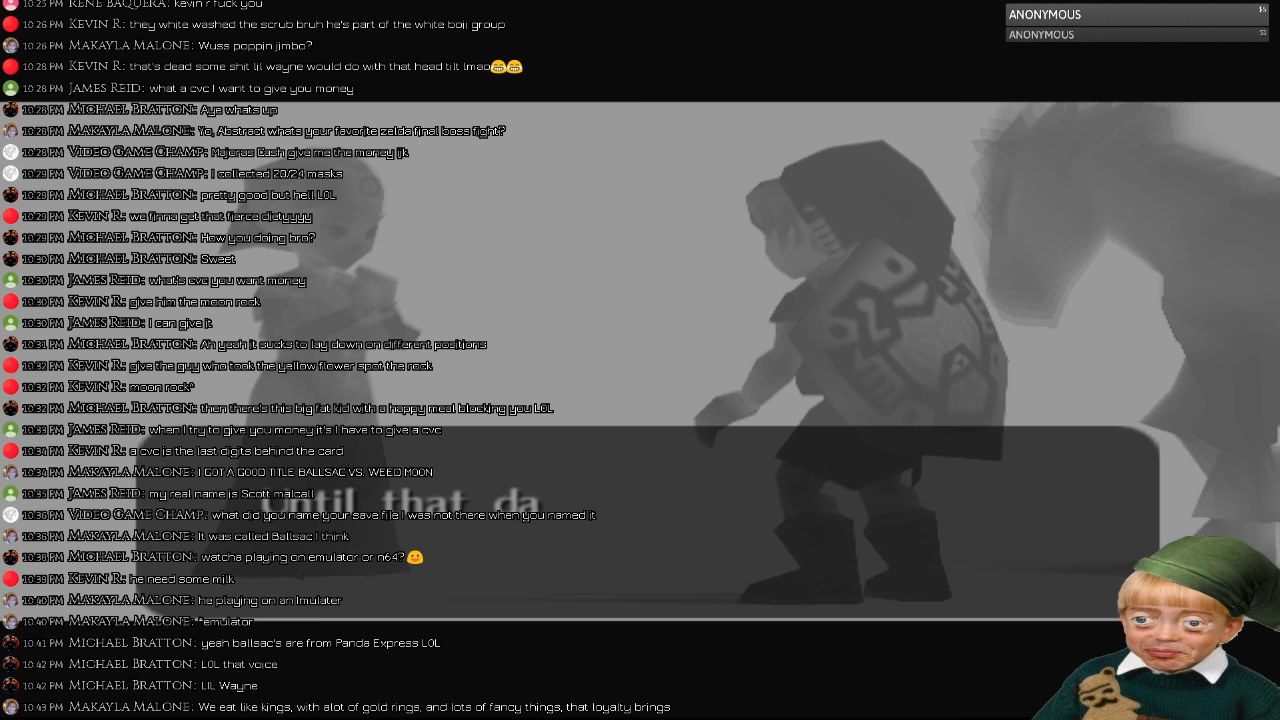 10:25 PM RENE BAQUERA: kevin r fuck you
10:26 PM KEVIN R: they white washed the scrub bruh he's part of the white boii group
10:26 PM MAKAYLA MALONE: Wuss poppin jimbo?
10:28 PM KEVIN R: that's dead some shit lil wayne would do with that head tilt lmao😂😂
10:28 PM JAMES REID: what a cvc I want to give you money
10:28 PM MICHAEL BRATTON: Aye whats up
10:28 PM MAKAYLA MALONE: Yo, Abstract whats your favorite zelda final boss fight?
10:28 PM VIDEO GAME CHAMP: Majoras Cash give me the money jk
10:29 PM VIDEO GAME CHAMP: I collected 20/24 masks
10:29 PM MICHAEL BRATTON: pretty good but hell LOL
10:29 PM KEVIN R: we finna get that fierce dietyyyy
10:29 PM MICHAEL BRATTON: How you doing bro?
10:30 PM MICHAEL BRATTON: Sweet
10:30 PM JAMES REID: what's cvc you want money
10:30 PM KEVIN R: give him the moon rock
10:30 PM JAMES REID: I can give it
10:31 PM MICHAEL BRATTON: Ah yeah it sucks to lay down on different positions
10:32 PM KEVIN R: give the guy who took the yellow flower spot the rock
10:32 PM KEVIN R: moon rock*
10:32 PM MICHAEL BRATTON: then there's this big fat kid with a happy meal blocking you LOL
10:33 PM JAMES REID: when I try to give you money it's I have to give a cvc
10:34 PM KEVIN R: a cvc is the last digits behind the card
10:34 PM MAKAYLA MALONE: I GOT A GOOD TITLE BALLSAC VS. WEED MOON
10:35 PM JAMES REID: my real name is Scott malcall
Until that da
10:36 PM VIDEO GAME CHAMP: what did you name your save file I was not there when you named it
10:36 PM MAKAYLA MALONE: It was called Ballsac I think
10:38 PM MICHAEL BRATTON: watcha playing on emulator or n64?
10:39 PM KEVIN R: he need some milk
10:40 PM MAKAYLA MALONE: he playing on an Imulater
10:40 PM MAKAYLA MALONE: *emulator
10:41 PM MICHAEL BRATTON: yeah ballsac's are from Panda Express LOL
10:42 PM MICHAEL BRATTON: LOL that voice
10:42 PM MICHAEL BRATTON: LIL Wayne
10:43 PM MAKAYLA MALONE: We eat like kings, with alot of gold rings, and lots of fancy things, that loyalty brings
ANONYMOUS $5
ANONYMOUS $1